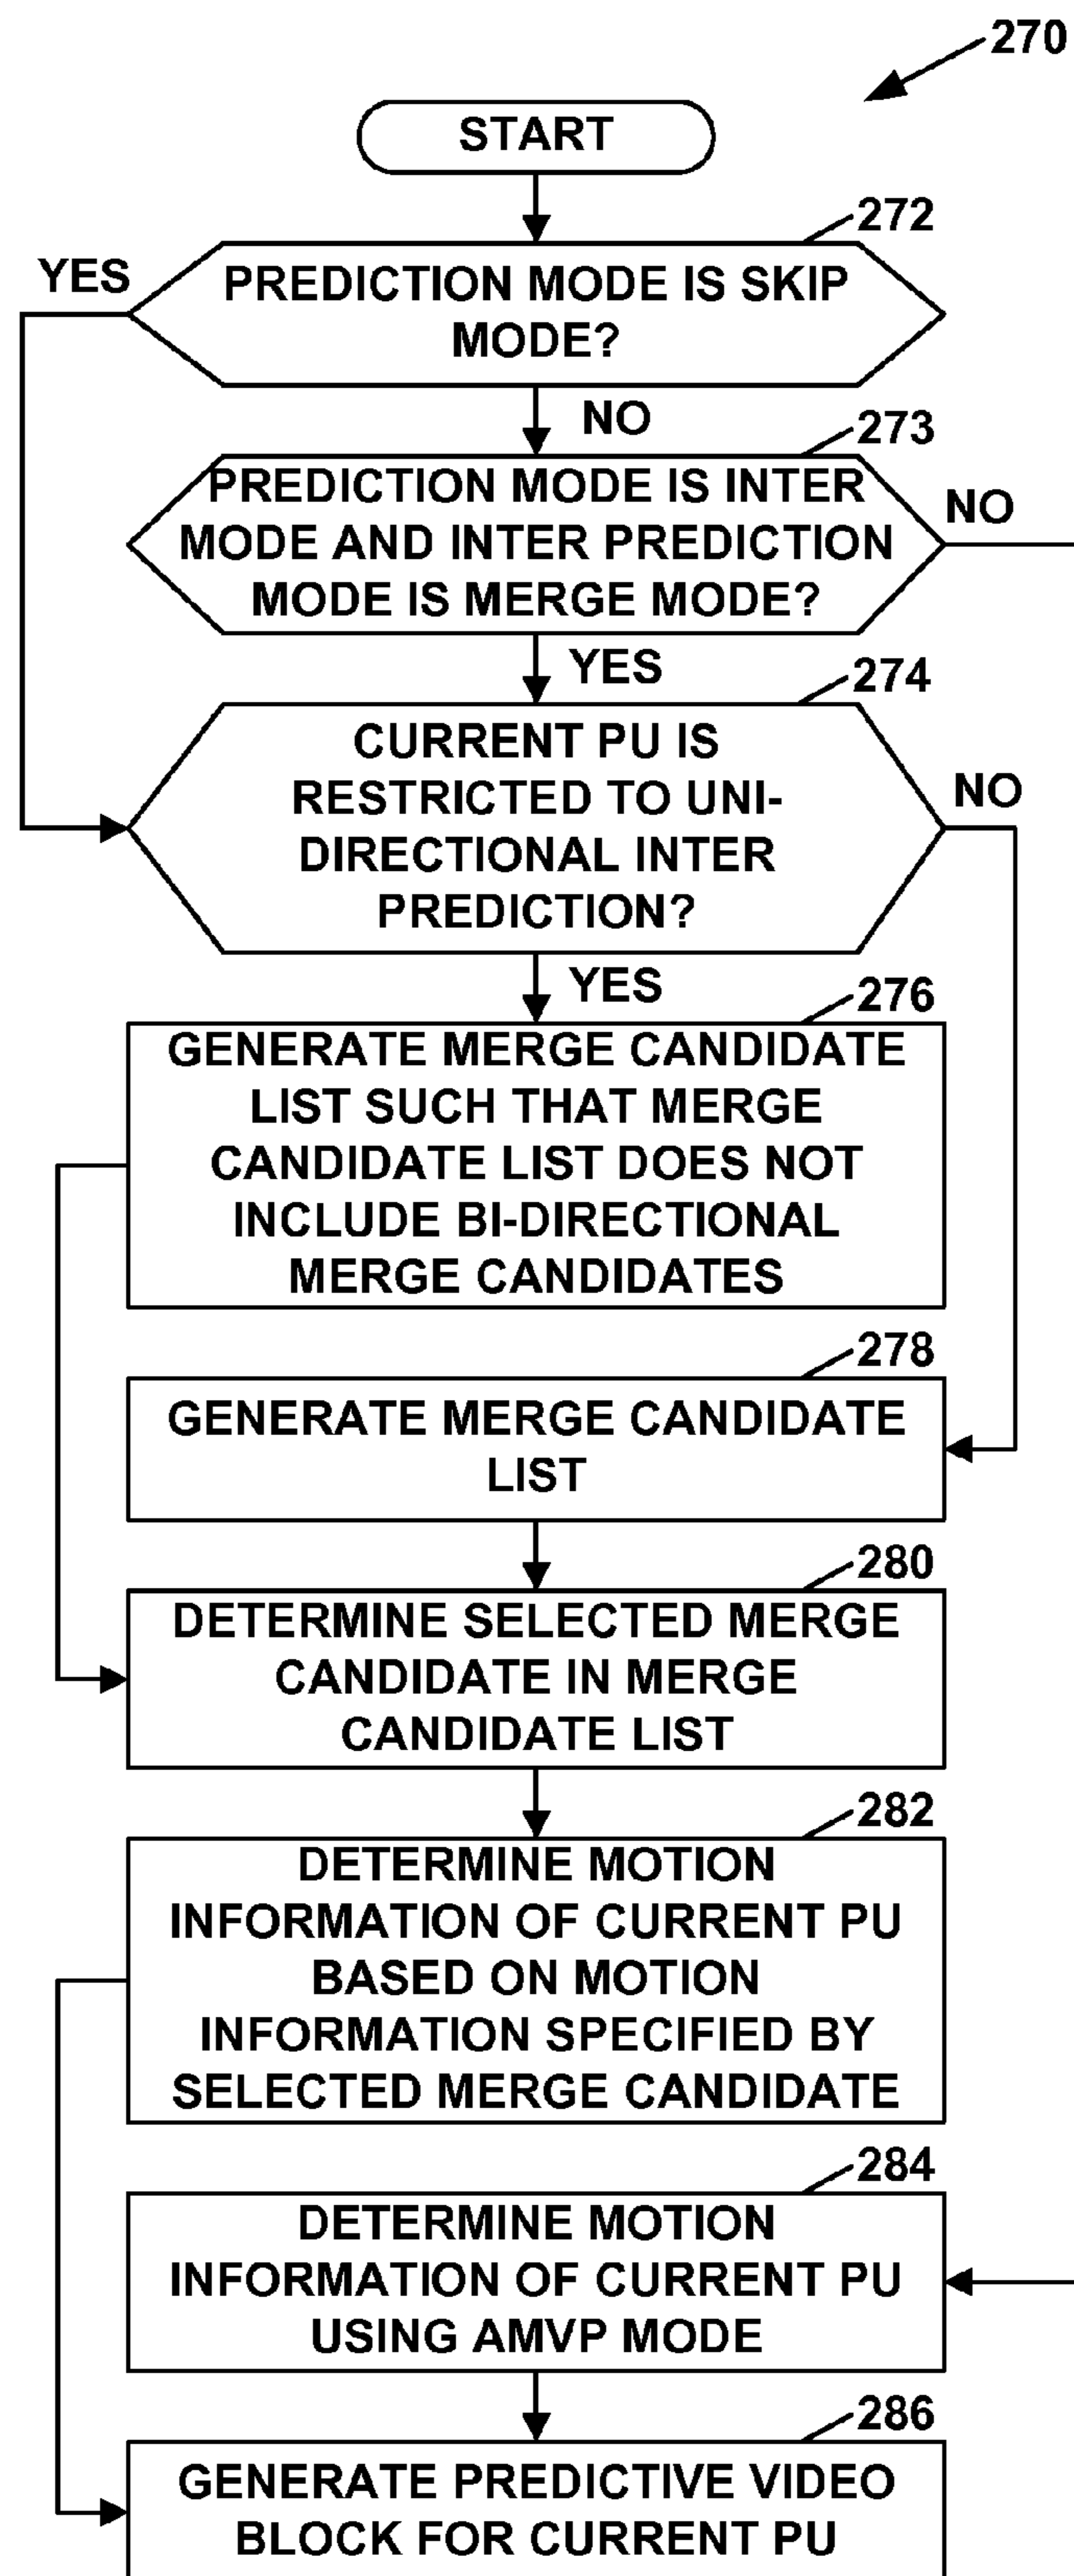 270
START
272
YES
PREDICTION MODE IS SKIP
MODE?
NO
273
PREDICTION MODE IS INTER
MODE AND INTER PREDICTION
MODE IS MERGE MODE?
NO
YES
274
CURRENT PU IS
RESTRICTED TO UNI-
DIRECTIONAL INTER
PREDICTION?
NO
YES
276
GENERATE MERGE CANDIDATE
LIST SUCH THAT MERGE
CANDIDATE LIST DOES NOT
INCLUDE BI-DIRECTIONAL
MERGE CANDIDATES
278
GENERATE MERGE CANDIDATE
LIST
280
DETERMINE SELECTED MERGE
CANDIDATE IN MERGE
CANDIDATE LIST
282
DETERMINE MOTION
INFORMATION OF CURRENT PU
BASED ON MOTION
INFORMATION SPECIFIED BY
SELECTED MERGE CANDIDATE
284
DETERMINE MOTION
INFORMATION OF CURRENT PU
USING AMVP MODE
286
GENERATE PREDICTIVE VIDEO
BLOCK FOR CURRENT PU